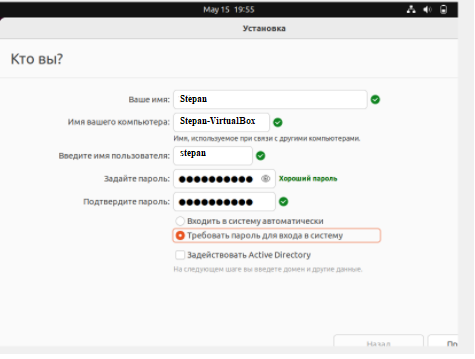 May 15 19:55
Установка
Кто вы?
Ваше имя: Stepan
Имя вашего компьютера: Stepan-VirtualBox
Имя, используемое при связи с другими компьютерами.
Введите имя пользователя: stepan
Задайте пароль: ●●●●●●●●●● Хороший пароль
Подтвердите пароль: ●●●●●●●●●●
Входить в систему автоматически
Требовать пароль для входа в систему
Задействовать Active Directory
На следующем шаге вы введете домен и другие данные.
Назад